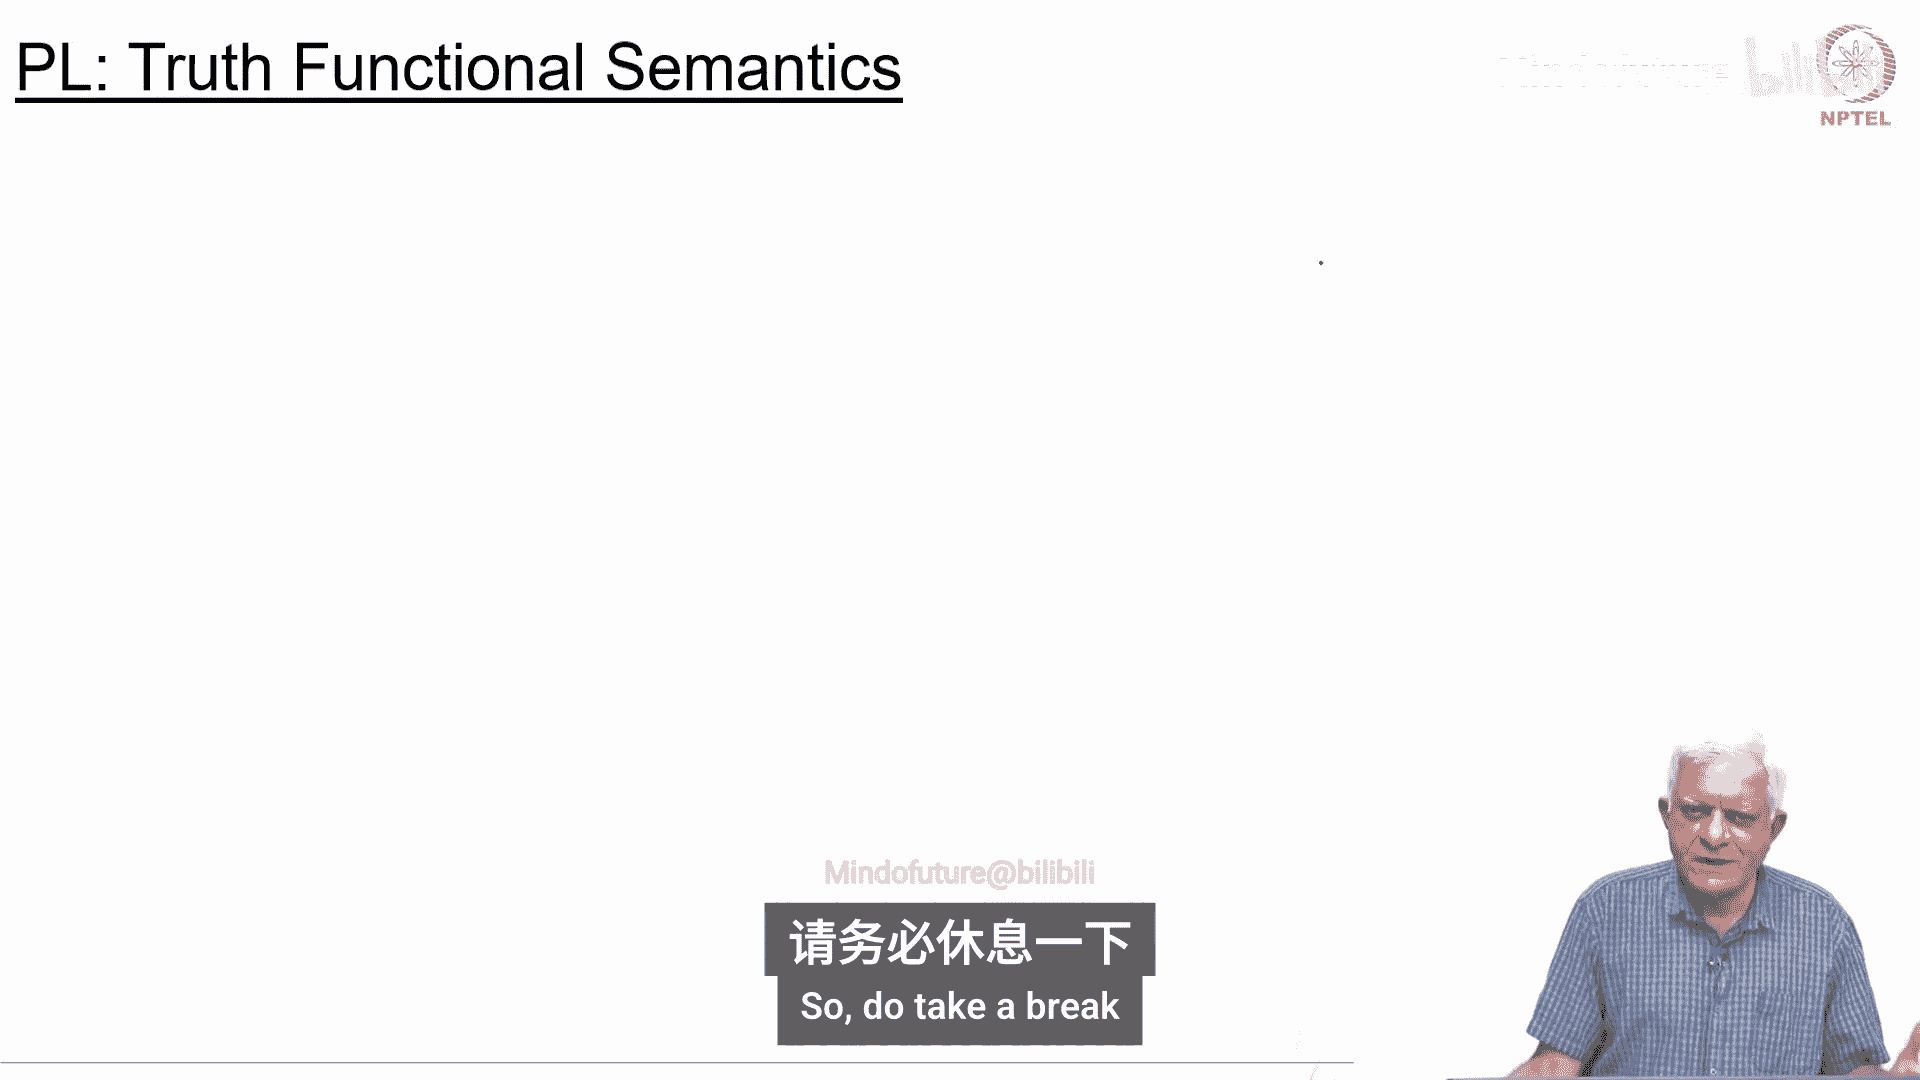 PL: Truth Functional Semantics
NPTEL
Mindofuture@bilibili
请务必休息一下
So, do take a break